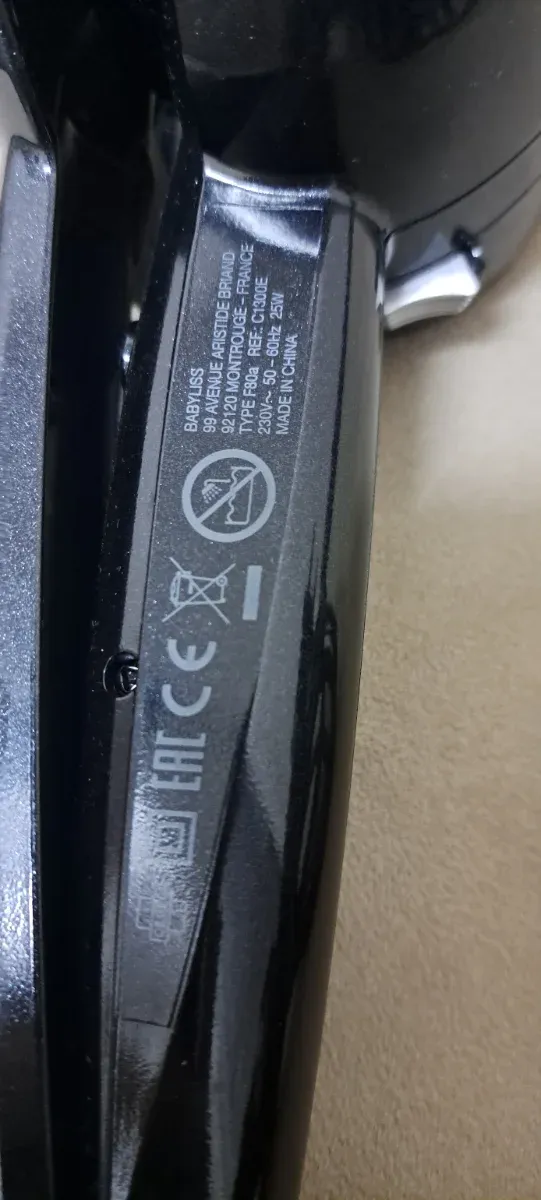 BABYLISS
99 AVENUE ARISTIDE BRIAND
92120 MONTROUGE - FRANCE
TYPE F80a REF: C1300E
230V~ 50 - 60Hz 25W
MADE IN CHINA
CE
EAC